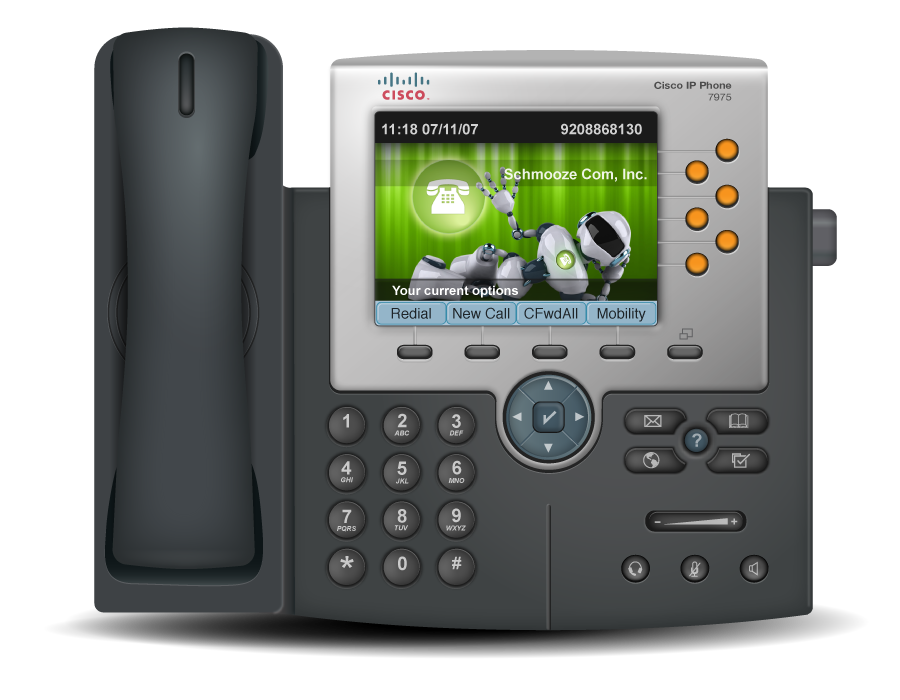 CISCO.
Cisco IP Phone
7975
11:18 07/11/07 9208868130
Schmooze Com, Inc.
Your current options
Redial New Call CFwdAll Mobility
1 2 3
ABC DEF
4 5 6
GHI JKL MNO
7 8 9
PQRS TUV WXYZ
* 0 #
?
- +